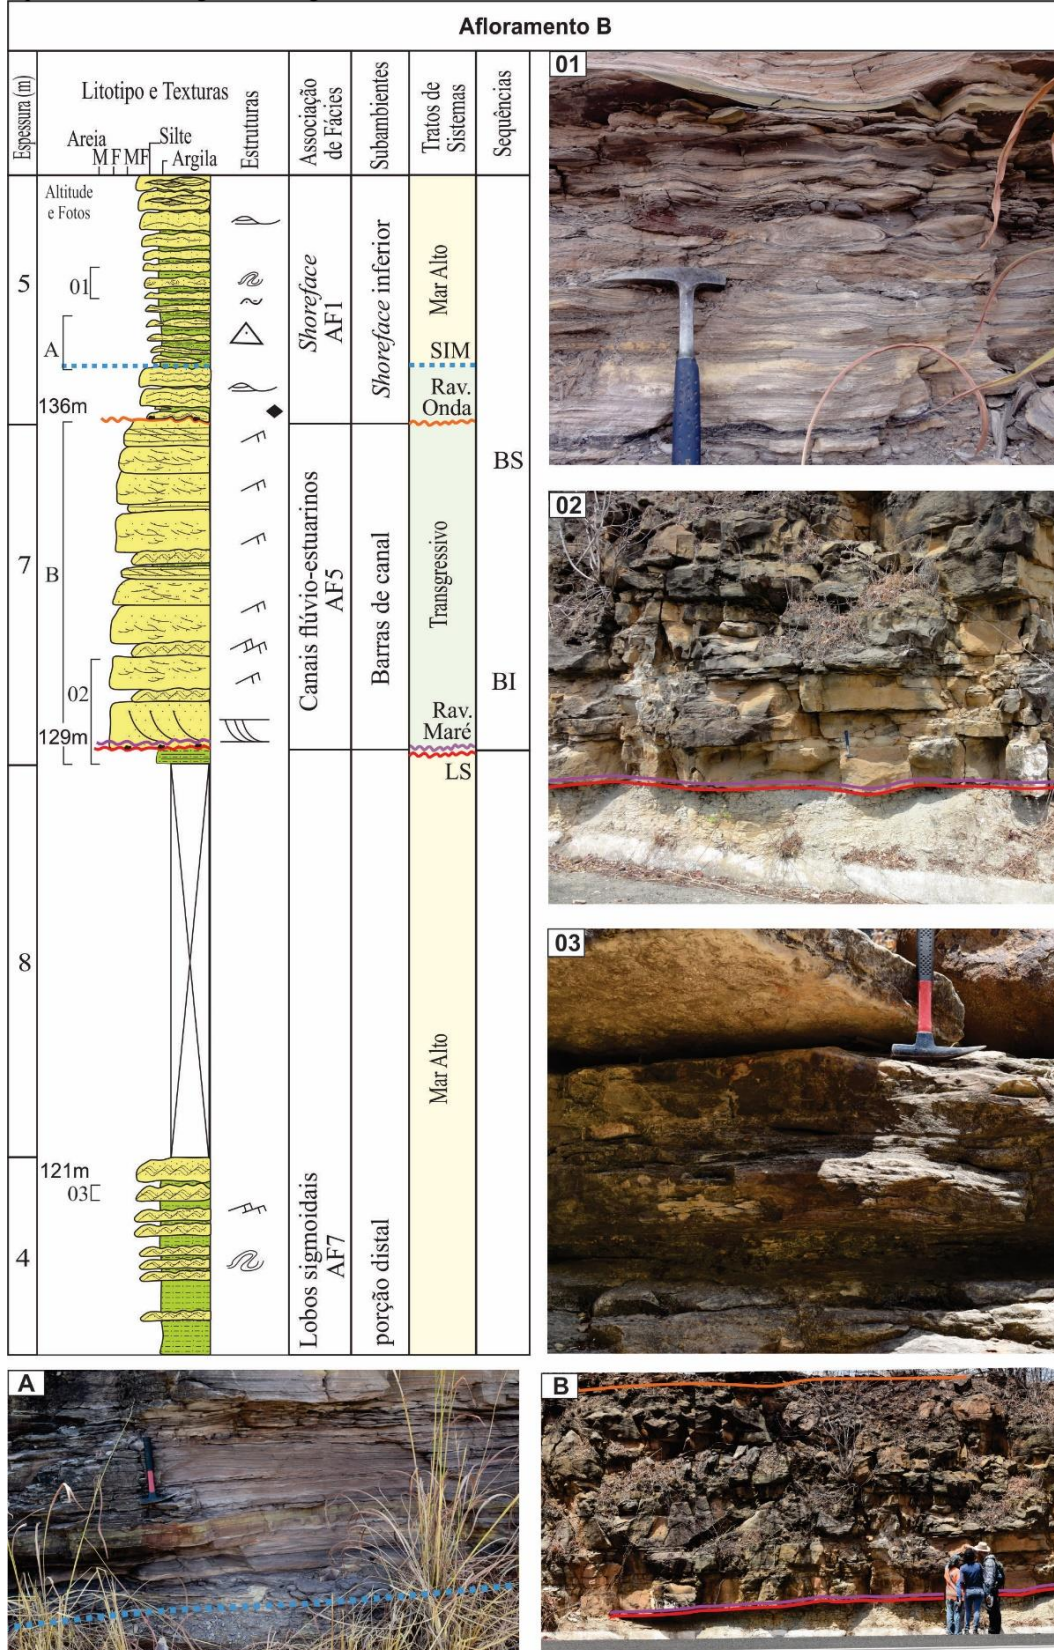 Afloramento B
Espessura (m)
Litotipo e Texturas
Areia
M F MF
Silte
Argila
Estruturas
Associação
de Fácies
Subambientes
Tratos de
Sistemas
Sequências
Altitude
e Fotos
5
01
A
136m
Shoreface
AF1
Shoreface inferior
Mar Alto
SIM
Rav.
Onda
7
B
02
129m
Canais flúvio-estuarinos
AF5
Barras de canal
Transgressivo
Rav.
Maré
LS
BS
BI
8
Mar Alto
4
121m
03
Lobos sigmoidais
AF7
porção distal
01
02
03
A
B